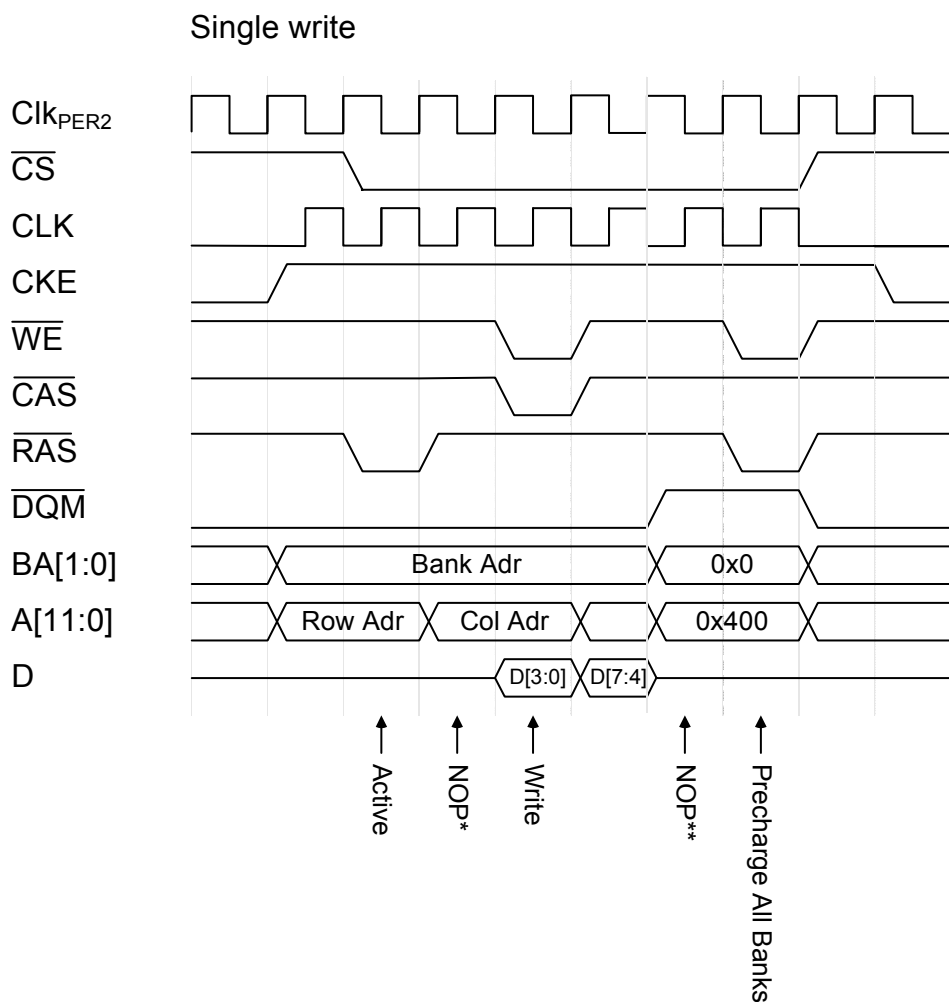 Single write
ClkPER2
CS
CLK
CKE
WE
CAS
RAS
DQM
BA[1:0] Bank Adr 0x0
A[11:0] Row Adr Col Adr 0x400
D D[3:0] D[7:4]
Active
NOP*
Write
NOP**
Precharge All Banks